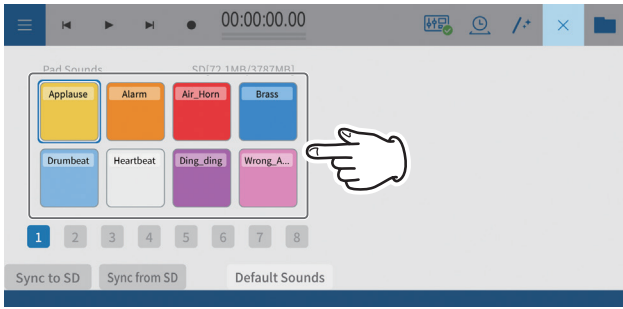 00:00:00.00
Pad Sounds SD[72.1MB/3787MB]
Applause Alarm Air_Horn Brass
Drumbeat Heartbeat Ding_ding Wrong_A...
1 2 3 4 5 6 7 8
Sync to SD Sync from SD Default Sounds